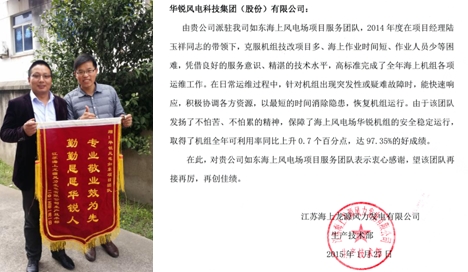 专业敬业效为先
勤勤恳恳华锐人
华锐风电科技集团（股份）有限公司：
由贵公司派驻我司如东海上风电场项目服务团队，2014 年度在项目经理陆
玉祥同志的带领下，克服机组技改项目多、海上作业时间短、作业人员少等困
难，凭借良好的服务意识、精湛的技术水平，高标准完成了全年海上机组各项
运维工作。在日常运维过程中，针对机组出现突发性或疑难故障时，能快速响
应，积极协调各方资源，以最短的时间消除隐患，恢复机组运行。由于该团队
发扬了不怕苦、不怕累的精神，保障了海上风电场华锐机组的安全稳定运行，
取得了机组全年可利用率同比上升 0.7 个百分点，达 97.35%的好成绩。
在此，对贵公司如东海上风电场项目服务团队表示衷心感谢，望该团队再
接再厉，再创佳绩。
江苏海上龙源风力发电有限公司
生产技术部
2015 年 1 月 27 日